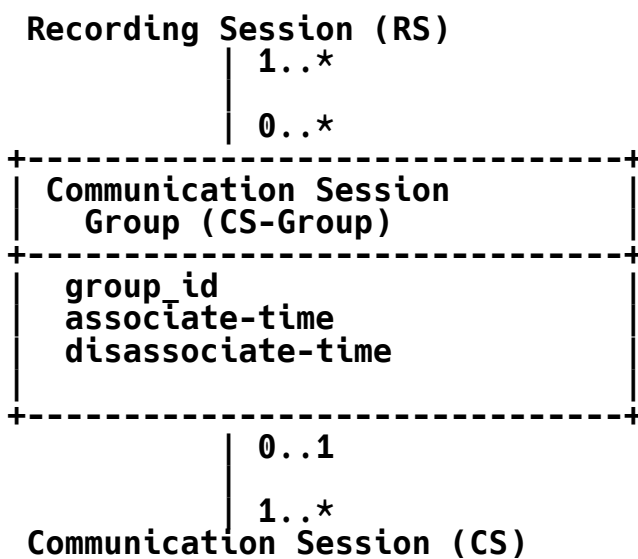 Recording Session (RS)
1..*
0..*
Communication Session
Group (CS-Group)
group_id
associate-time
disassociate-time
0..1
1..*
Communication Session (CS)